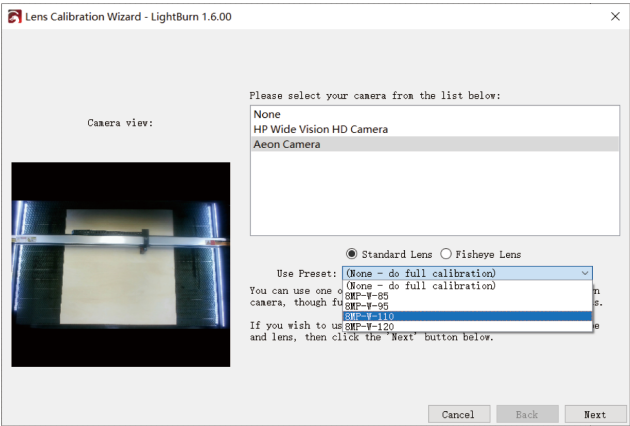 Lens Calibration Wizard - LightBurn 1.6.00
Camera view:
Please select your camera from the list below:
None
HP Wide Vision HD Camera
Aeon Camera
Standard Lens
Fisheye Lens
Use Preset:
(None - do full calibration)
(None - do full calibration)
8MP-W-85
8MP-W-95
8MP-W-110
8MP-W-120
You can use one o
camera, though fu
s.
If you wish to us
and lens, then click the 'Next' button below.
Cancel
Back
Next